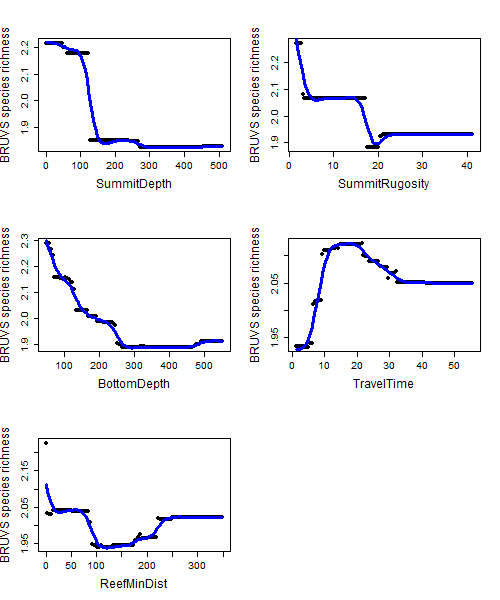 BRUVS species richness
2.2
2.1
2.0
1.9
0 100 200 300 400 500
SummitDepth
BRUVS species richness
2.2
2.1
2.0
1.9
0 10 20 30 40
SummitRugosity
BRUVS species richness
2.3
2.2
2.1
2.0
1.9
100 200 300 400 500
BottomDepth
BRUVS species richness
2.05
1.95
0 10 20 30 40 50
TravelTime
BRUVS species richness
2.15
2.05
1.95
0 50 100 200 300
ReefMinDist